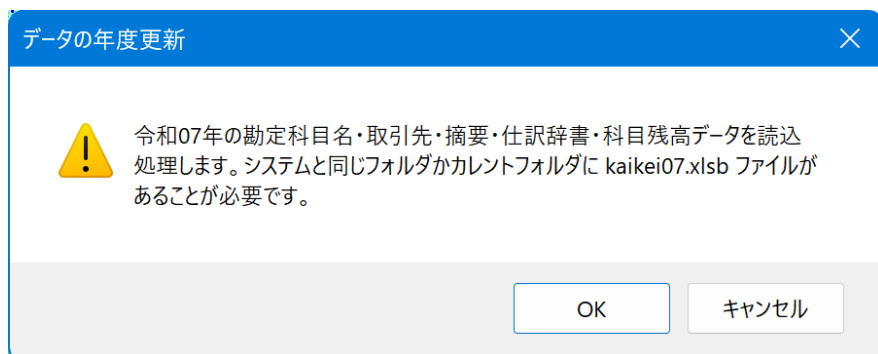 データの年度更新
令和07年の勘定科目名・取引先・摘要・仕訳辞書・科目残高データを読込
処理します。システムと同じフォルダかカレントフォルダに kaikei07.xlsb ファイルが
あることが必要です。
OK
キャンセル